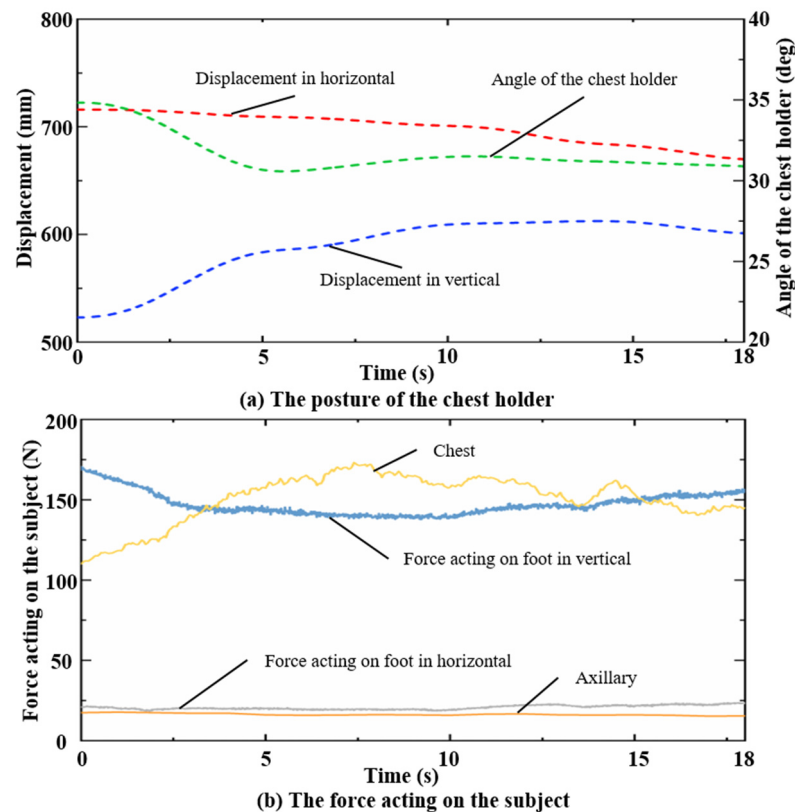 800
40
Displacement in horizontal
Angle of the chest holder
35
700
Displacement (mm)
Angle of the chest holder (deg)
30
600
25
Displacement in vertical
500
20
0
5
10
15
18
Time (s)
(a) The posture of the chest holder
200
Chest
150
Force acting on the subject (N)
Force acting on foot in vertical
100
50
Force acting on foot in horizontal
Axillary
0
0
5
10
15
18
Time (s)
(b) The force acting on the subject